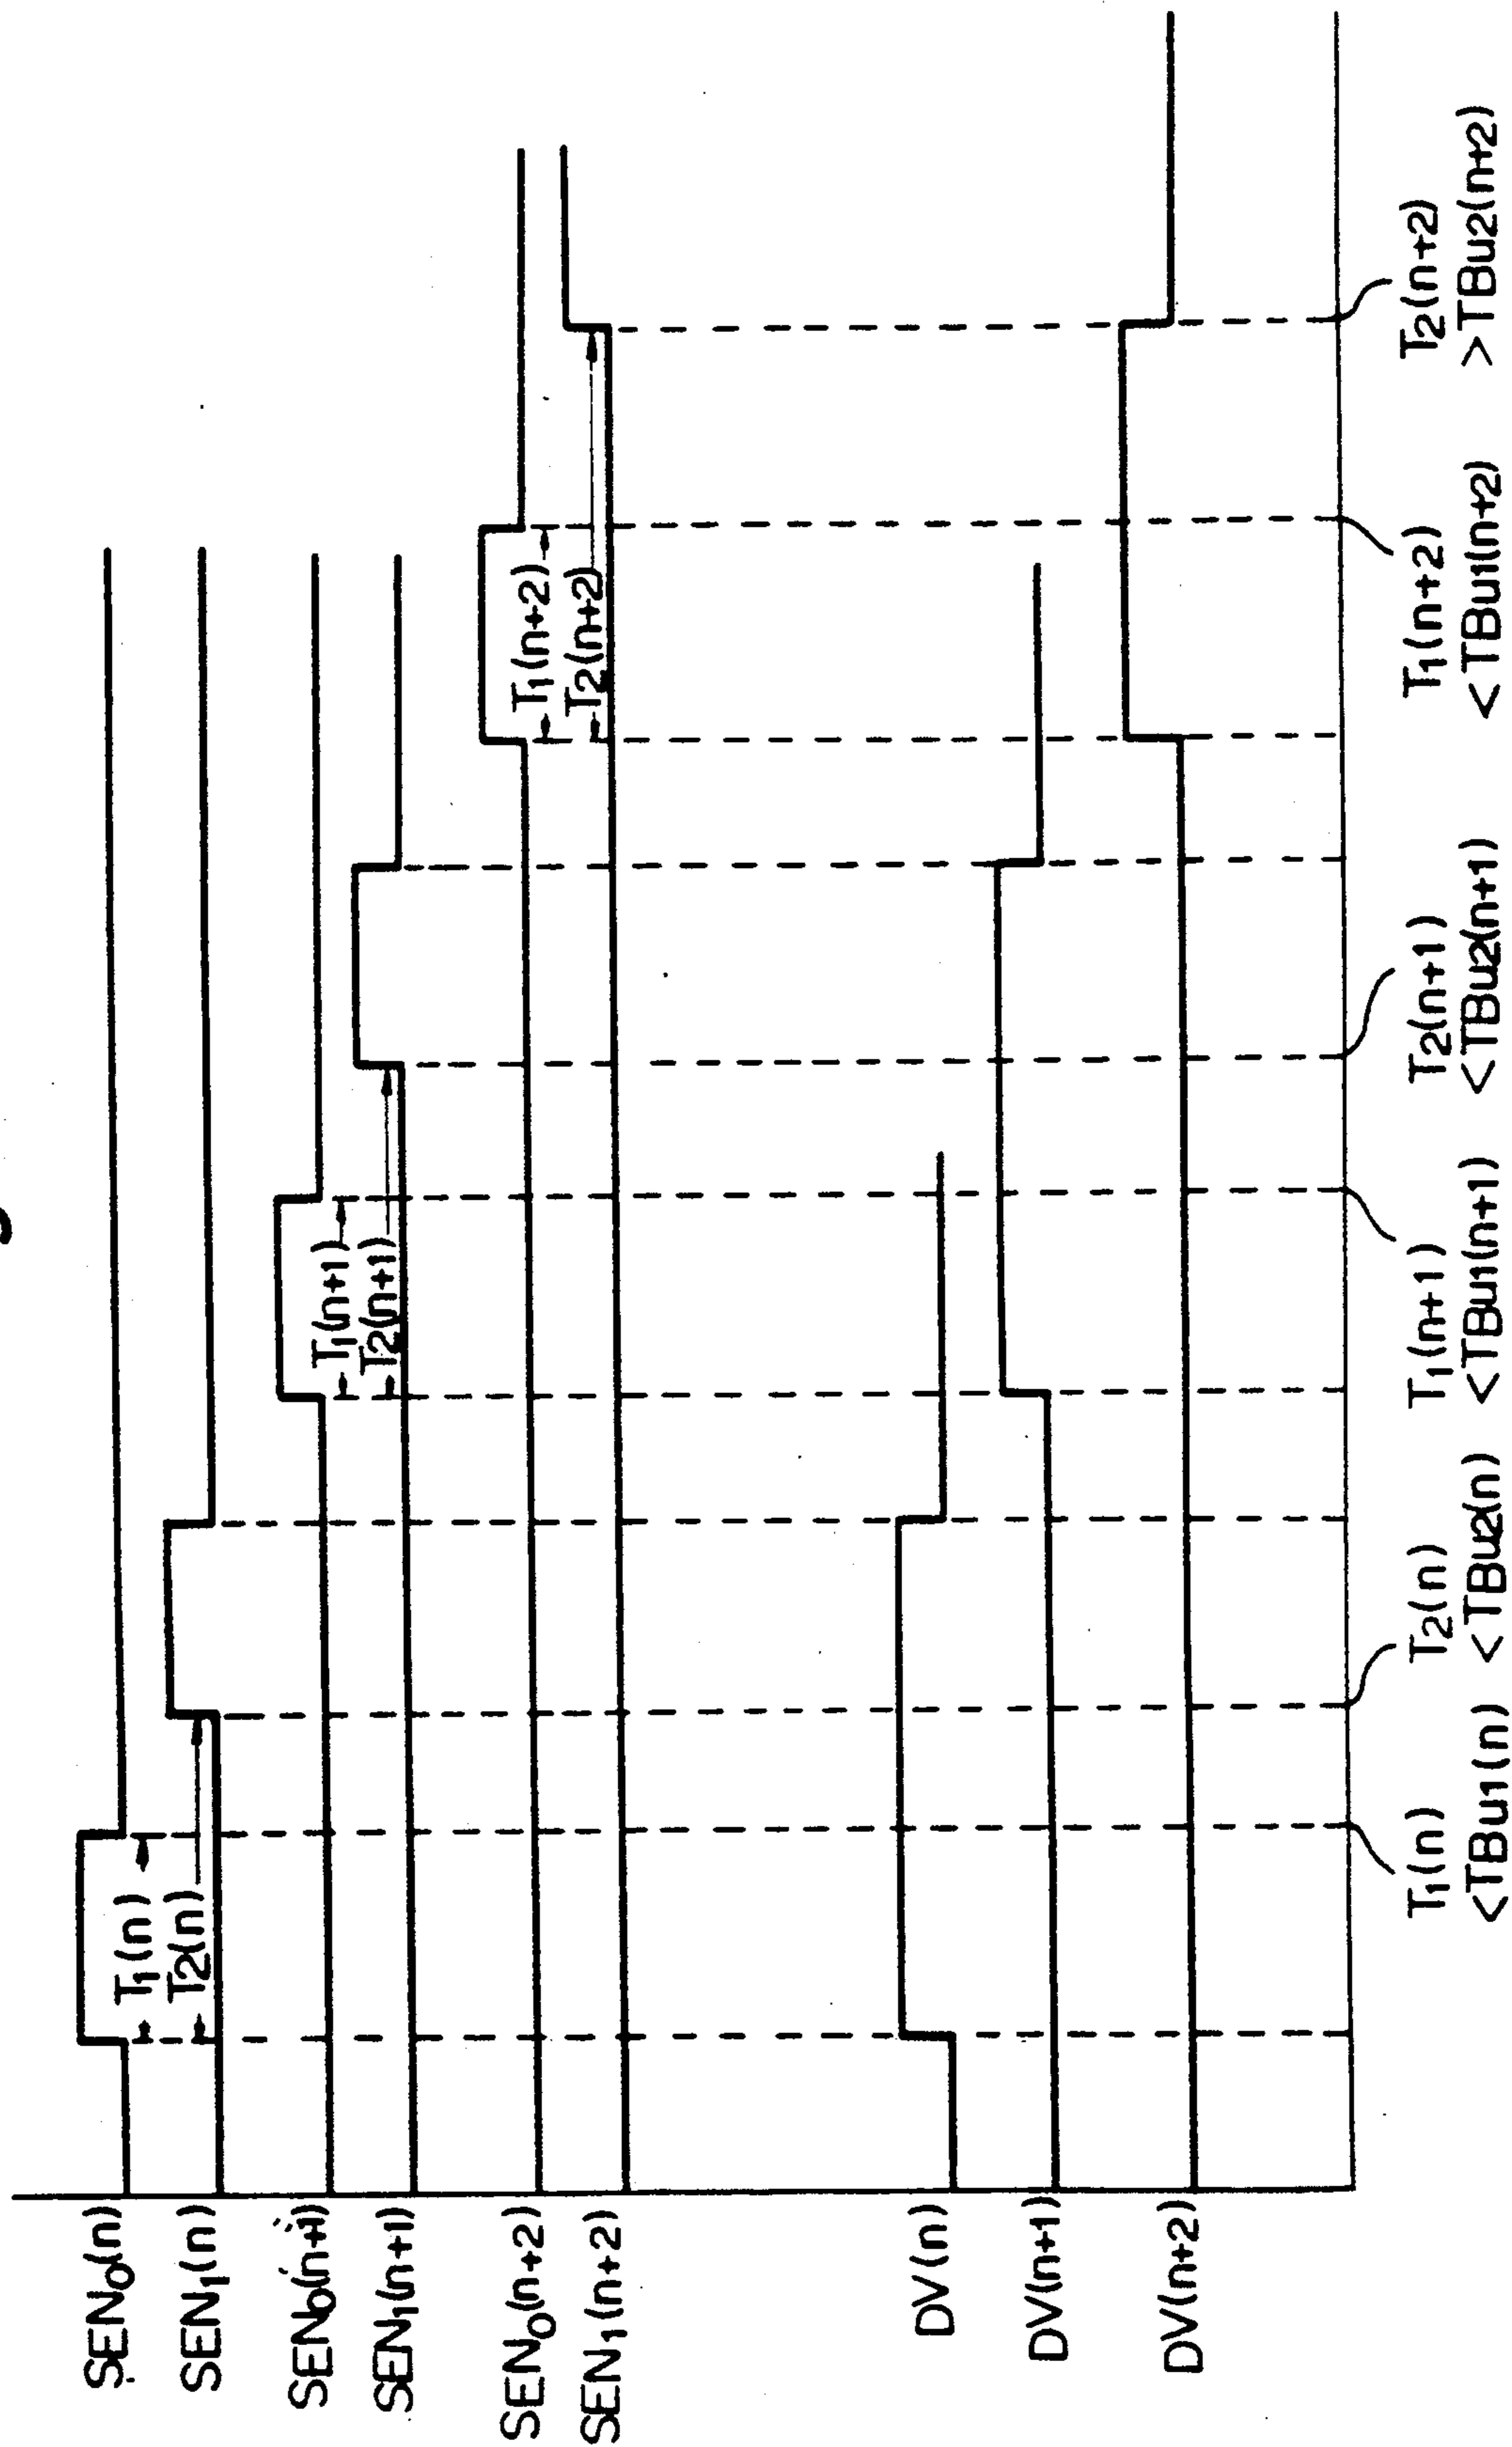 SEN₀(n)
SEN₁(n)
SEN₀(n+1)
SEN₁(n+1)
SEN₀(n+2)
SEN₁(n+2)
DV(n)
DV(n+1)
DV(n+2)
T₁(n)
T₂(n)
T₁(n+1)
T₂(n+1)
T₁(n+2)
T₂(n+2)
T₁(n)
<TBu1(n)
T₂(n)
<TBu2(n)
T₁(n+1)
<TBu1(n+1)
T₂(n+1)
<TBu2(n+1)
T₁(n+2)
<TBu1(n+2)
T₂(n+2)
>TBu2(n+2)